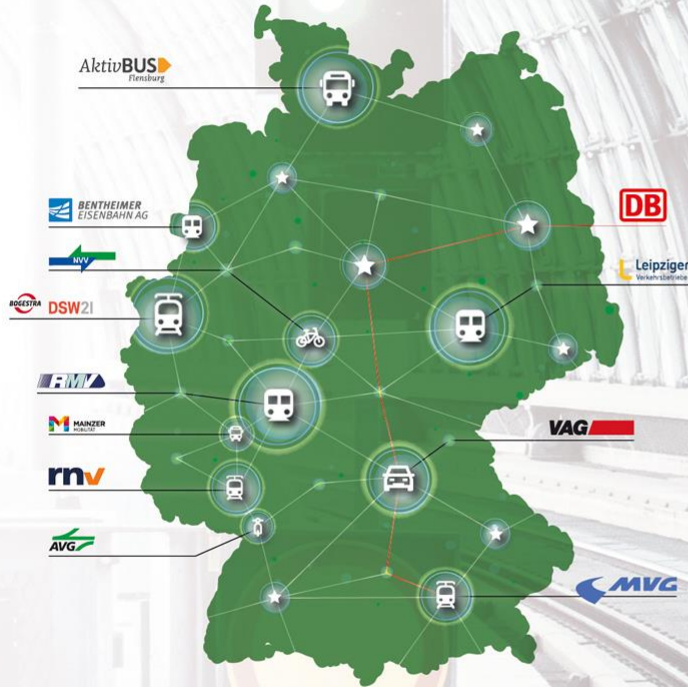 AktivBUS
Flensburg
BENTHEIMER
EISENBAHN AG
DB
NVV
Leipziger
Verkehrsbetriebe
BOGESTRA
DSW21
RMV
MAINZER
MOBILITÄT
VAG
rnv
AVG
MVG